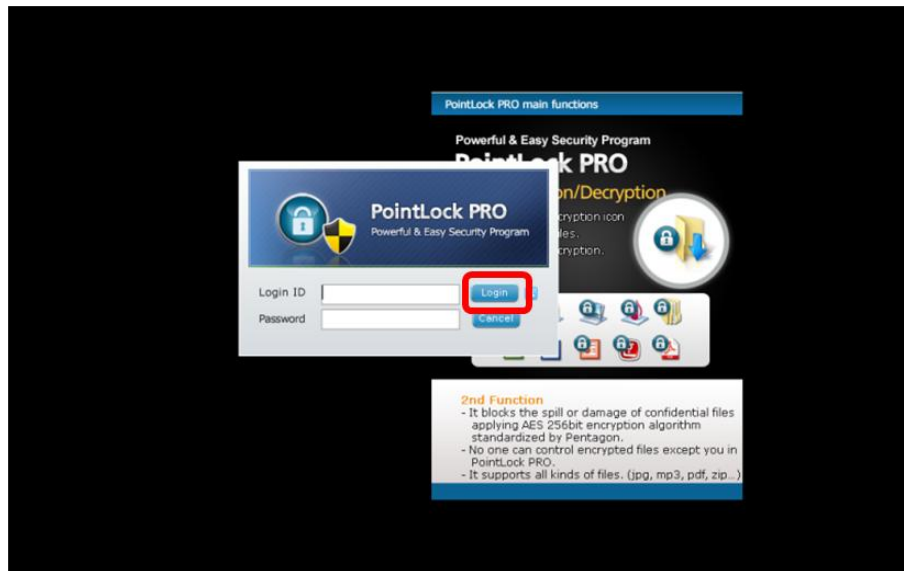 PointLock PRO main functions
Powerful & Easy Security Program
PRO
on/Decryption
cryption icon
les.
cryption.
PointLock PRO
Powerful & Easy Security Program
Login ID
Login
Password
Cancel
2nd Function
- It blocks the spill or damage of confidential files
applying AES 256bit encryption algorithm
standardized by Pentagon.
- No one can control encrypted files except you in
PointLock PRO.
- It supports all kinds of files. (jpg, mp3, pdf, zip...)